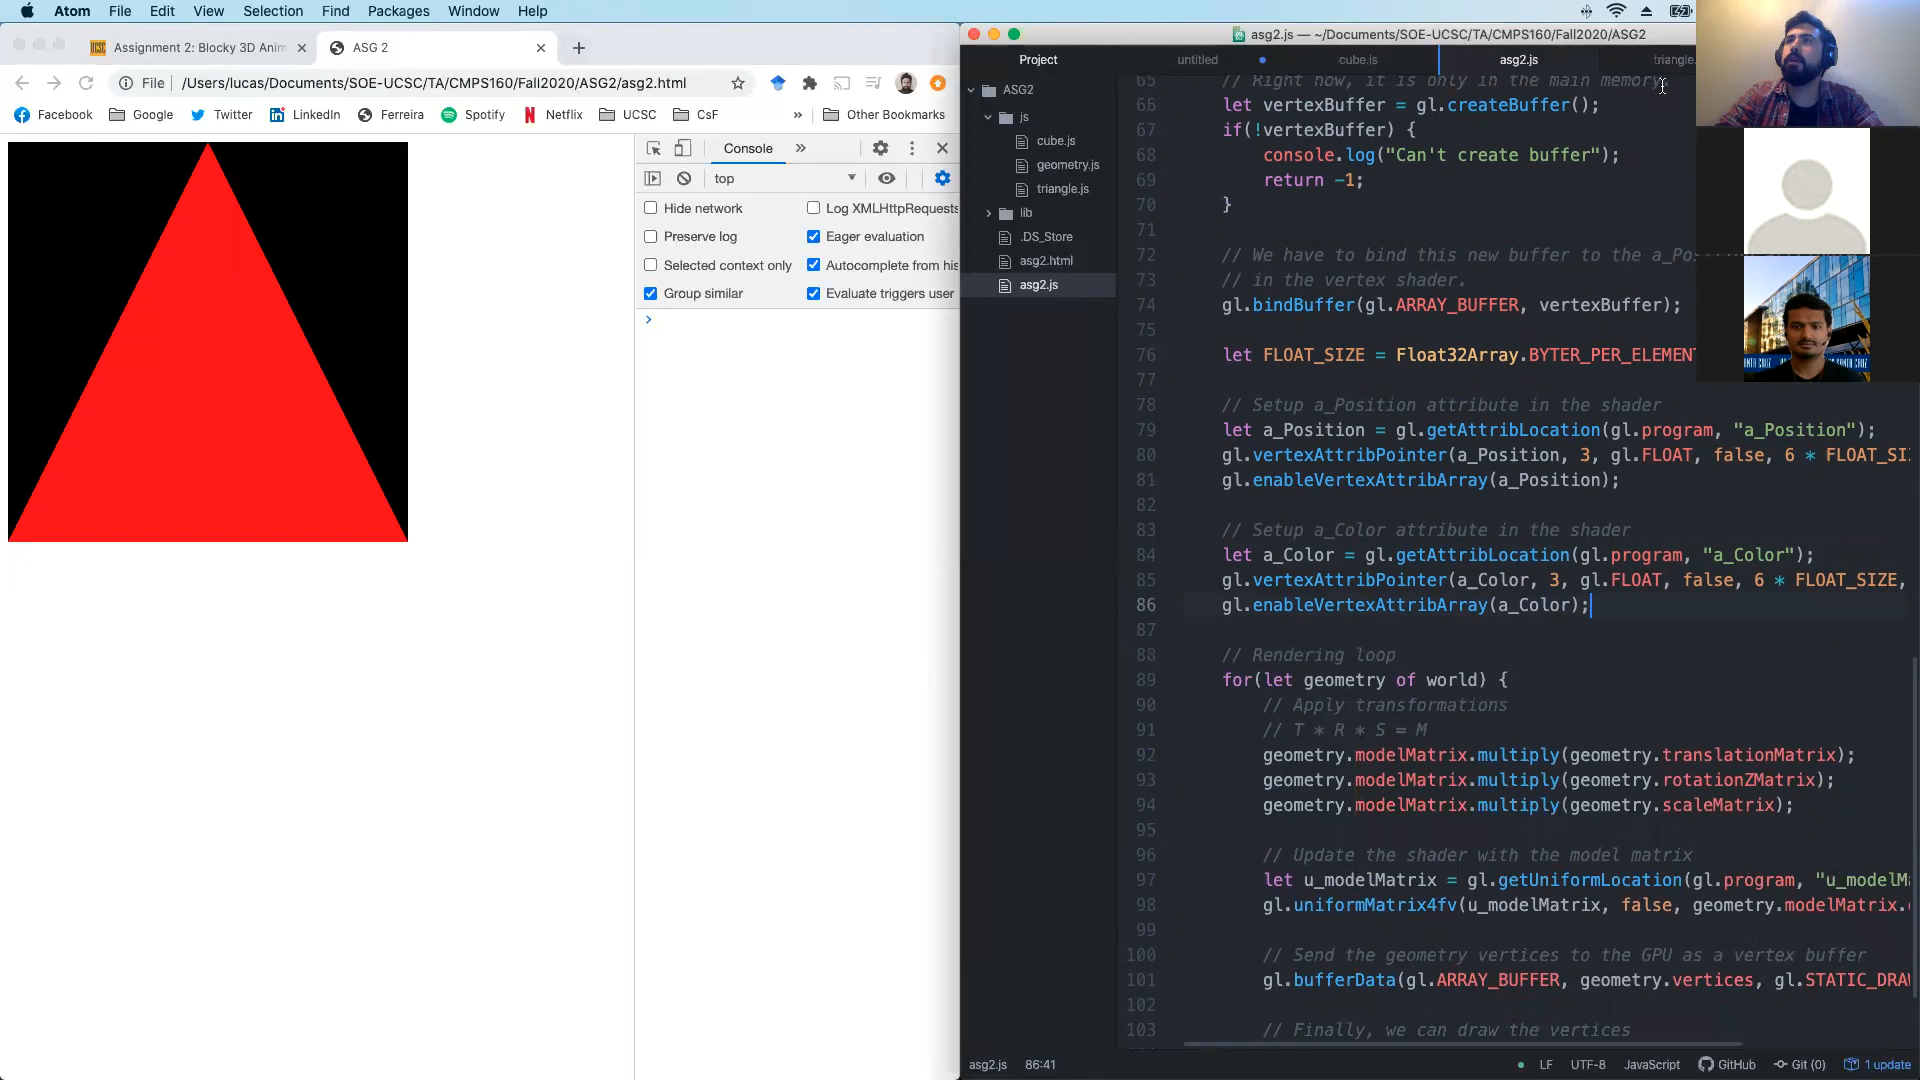 Atom File Edit View Selection Find Packages Window Help
Assignment 2: Blocky 3D Anim
ASG 2
asg2.js — ~/Documents/SOE-UCSC/TA/CMPS160/Fall2020/ASG2
File /Users/lucas/Documents/SOE-UCSC/TA/CMPS160/Fall2020/ASG2/asg2.html
Facebook Google Twitter LinkedIn Ferreira Spotify Netflix UCSC CsF » Other Bookmarks
Console »
top
Hide network Log XMLHttpRequests
Preserve log Eager evaluation
Selected context only Autocomplete from his
Group similar Evaluate triggers user
Project
ASG2
js
cube.js
geometry.js
triangle.js
lib
.DS_Store
asg2.html
asg2.js
untitled cube.js asg2.js triangle.
65 // Right now, it is only in the main memory
66 let vertexBuffer = gl.createBuffer();
67 if(!vertexBuffer) {
68 console.log("Can't create buffer");
69 return -1;
70 }
71
72 // We have to bind this new buffer to the a_Po
73 // in the vertex shader.
74 gl.bindBuffer(gl.ARRAY_BUFFER, vertexBuffer);
75
76 let FLOAT_SIZE = Float32Array.BYTER_PER_ELEMENT
77
78 // Setup a_Position attribute in the shader
79 let a_Position = gl.getAttribLocation(gl.program, "a_Position");
80 gl.vertexAttribPointer(a_Position, 3, gl.FLOAT, false, 6 * FLOAT_SI
81 gl.enableVertexAttribArray(a_Position);
82
83 // Setup a_Color attribute in the shader
84 let a_Color = gl.getAttribLocation(gl.program, "a_Color");
85 gl.vertexAttribPointer(a_Color, 3, gl.FLOAT, false, 6 * FLOAT_SIZE,
86 gl.enableVertexAttribArray(a_Color);
87
88 // Rendering loop
89 for(let geometry of world) {
90 // Apply transformations
91 // T * R * S = M
92 geometry.modelMatrix.multiply(geometry.translationMatrix);
93 geometry.modelMatrix.multiply(geometry.rotationZMatrix);
94 geometry.modelMatrix.multiply(geometry.scaleMatrix);
95
96 // Update the shader with the model matrix
97 let u_modelMatrix = gl.getUniformLocation(gl.program, "u_modelM
98 gl.uniformMatrix4fv(u_modelMatrix, false, geometry.modelMatrix.
99
100 // Send the geometry vertices to the GPU as a vertex buffer
101 gl.bufferData(gl.ARRAY_BUFFER, geometry.vertices, gl.STATIC_DRA
102
103 // Finally, we can draw the vertices
asg2.js 86:41 LF UTF-8 JavaScript GitHub Git (0) 1 update